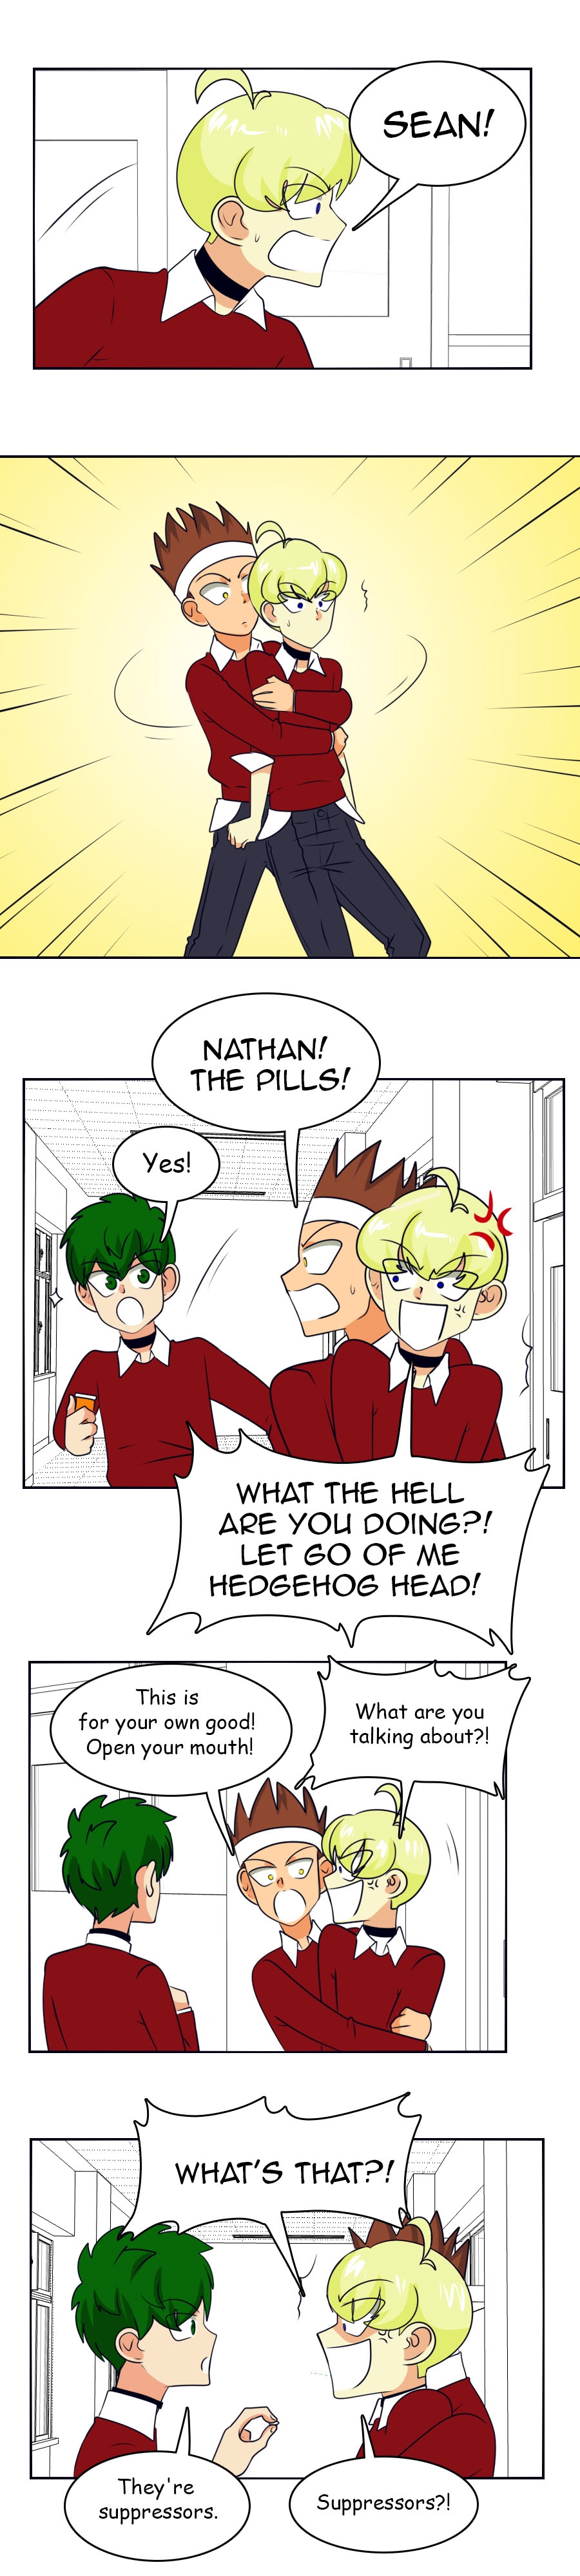 SEAN!
NATHAN!
THE PILLS!
Yes!
WHAT THE HELL
ARE YOU DOING?!
LET GO OF ME
HEDGEHOG HEAD!
This is
for your own good!
Open your mouth!
What are you
talking about?!
WHAT'S THAT?!
They're
suppressors.
Suppressors?!